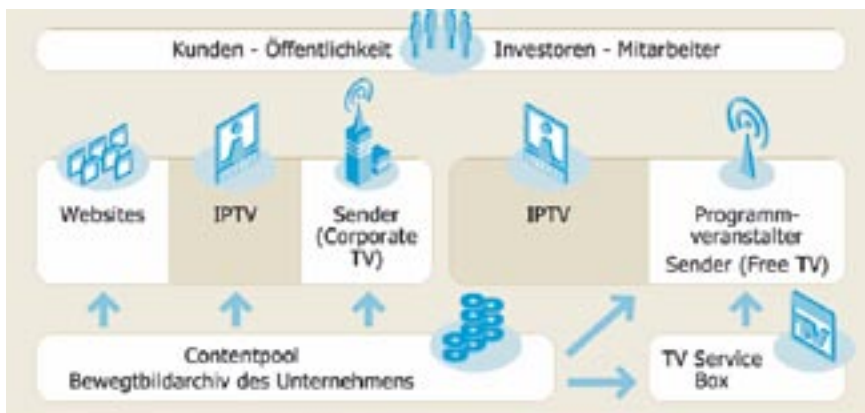 Kunden - Öffentlichkeit
Investoren - Mitarbeiter
Websites
IPTV
Sender
(Corporate
TV)
IPTV
Programm-
veranstalter
Sender (Free TV)
Contentpool
Bewegtbildarchiv des Unternehmens
TV Service
Box